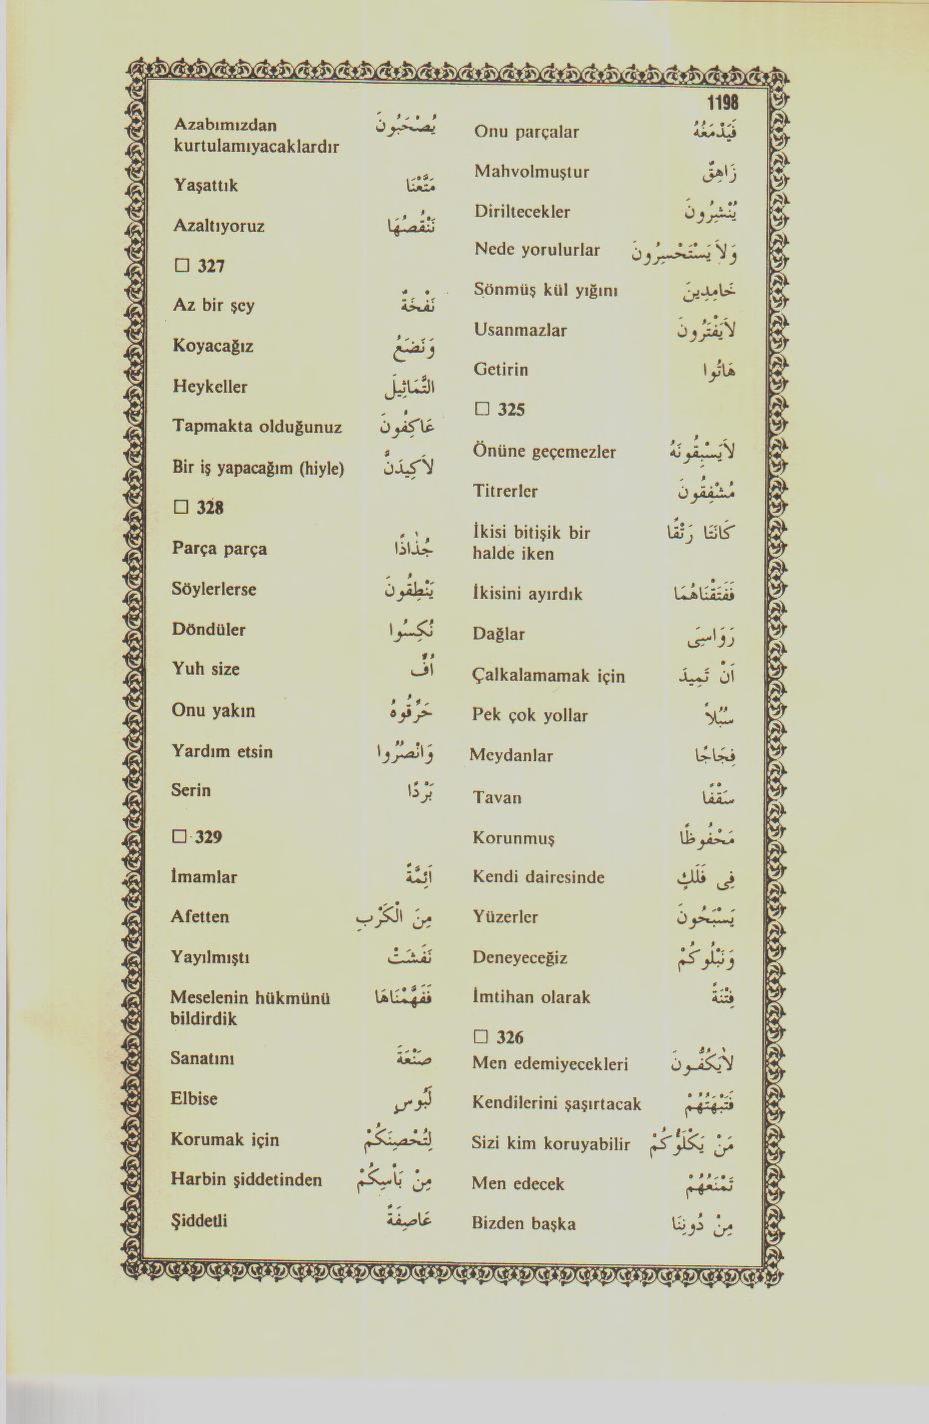 1198
Onu parçalar فَيَدْمَغُهُ
Mahvolmuştur زَاهِقٌ
Diriltecekler يُنْشِرُونَ
Nede yorulurlar وَلَا يَسْتَحْسِرُونَ
Sönmüş kül yığını خَامِدِينَ
Usanmazlar لَايَفْتُرُونَ
Getirin هَاتُوا
□ 325
Önüne geçemezler لَايَسْبِقُونَهُ
Titrerler مُشْفِقُونَ
İkisi bitişik bir كَانَتَا رَتْقًا
halde iken
İkisini ayırdık فَفَتَقْنَاهُمَا
Dağlar رَوَاسِىَ
Çalkalamamak için اَنْ تَمِيدَ
Pek çok yollar سُبُلاً
Meydanlar فِجَاجًا
Tavan سَقْفًا
Korunmuş مَحْفُوظًا
Kendi dairesinde فِى فَلَكٍ
Yüzerler يَسْبَحُونَ
Deneyeceğiz وَنَبْلُوكُمْ
İmtihan olarak فِتْنَةً
□ 326
Men edemiyecekleri لَايَكُفُّونَ
Kendilerini şaşırtacak فَتَبْهَتُهُمْ
Sizi kim koruyabilir مَنْ يَكْلَؤُكُمْ
Men edecek تَمْنَعُهُمْ
Bizden başka مِنْ دُونِنَا
Azabımızdan يُصْحَبُونَ
kurtulamıyacaklardır
Yaşattık مَتَّعْنَا
Azaltıyoruz نَنْقُصُهَا
□ 327
Az bir şey نَفْحَةٌ
Koyacağız وَنَضَعُ
Heykeller التَّمَاثِيلُ
Tapmakta olduğunuz عَاكِفُونَ
Bir iş yapacağım (hiyle) لَاَكِيدَنَّ
□ 328
Parça parça جُذَاذًا
Söylerlerse يَنْطِقُونَ
Döndüler نُكِسُوا
Yuh size اُفٍّ
Onu yakın حَرِّقُوهُ
Yardım etsin وَانْصُرُوا
Serin بَرْدًا
□ 329
İmamlar اَئِمَّةً
Afetten مِنَ الْكَرْبِ
Yayılmıştı نَفَشَتْ
Meselenin hükmünü فَفَهَّمْنَاهَا
bildirdik
Sanatını صَنْعَةَ
Elbise لَبُوسٍ
Korumak için لِتُحْصِنَكُمْ
Harbin şiddetinden مِنْ بَأْسِكُمْ
Şiddetli عَاصِفَةً